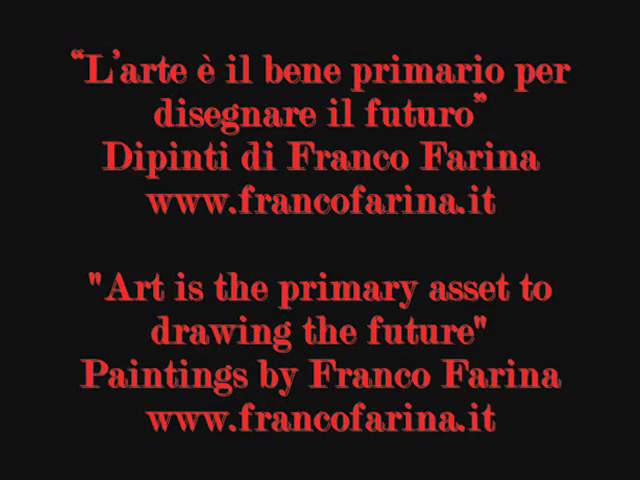 “L’arte è il bene primario per
disegnare il futuro”
Dipinti di Franco Farina
www.francofarina.it
"Art is the primary asset to
drawing the future"
Paintings by Franco Farina
www.francofarina.it